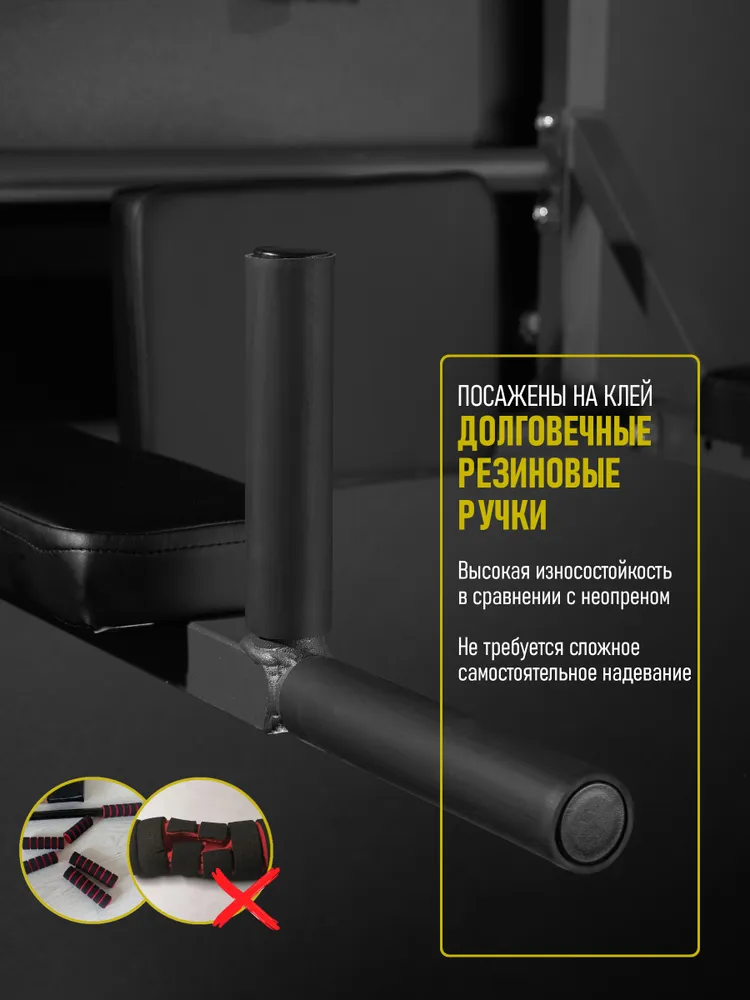 ПОСАЖЕНЫ НА КЛЕЙ
ДОЛГОВЕЧНЫЕ
РЕЗИНОВЫЕ
РУЧКИ
Высокая износостойкость
в сравнении с неопреном
Не требуется сложное
самостоятельное надевание